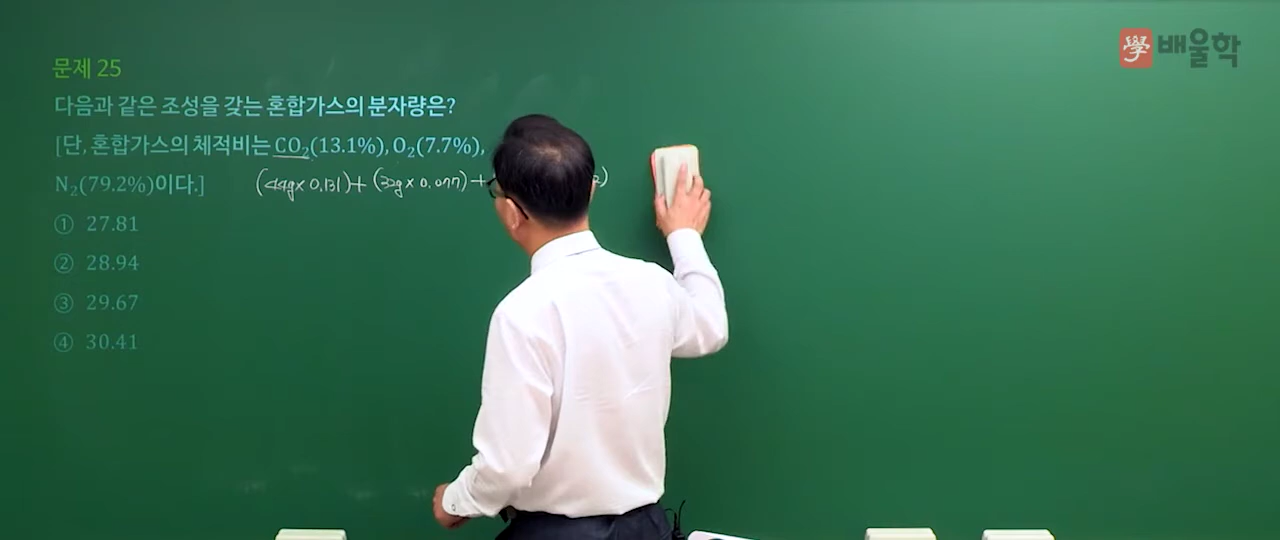 學 배울학
문제 25
다음과 같은 조성을 갖는 혼합가스의 분자량은?
[단, 혼합가스의 체적비는 CO₂(13.1%), O₂(7.7%),
N₂(79.2%)이다.] (44g× 0.131)+(32g× 0.077)+ 2)
① 27.81
② 28.94
③ 29.67
④ 30.41